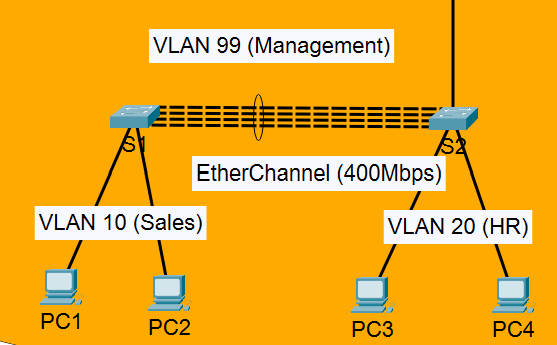 VLAN 99 (Management)
S1
S2
EtherChannel (400Mbps)
VLAN 10 (Sales)
VLAN 20 (HR)
PC1
PC2
PC3
PC4